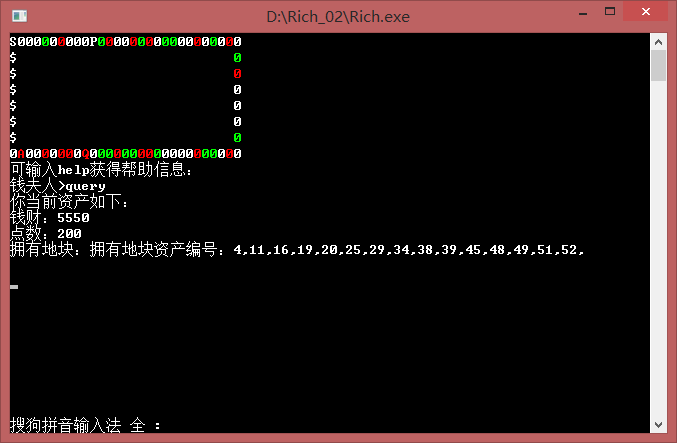 S000000000P000000000000000000
$ 0
$ 0
$ 0
$ 0
$ 0
$ 0
0A0000000Q0000000000000000000
可输入help获得帮助信息:
钱夫人>query
你当前资产如下:
钱财: 5550
点数: 200
拥有地块: 拥有地块资产编号: 4,11,16,19,20,25,29,34,38,39,45,48,49,51,52,
搜狗拼音输入法 全 :
D:\Rich_02\Rich.exe